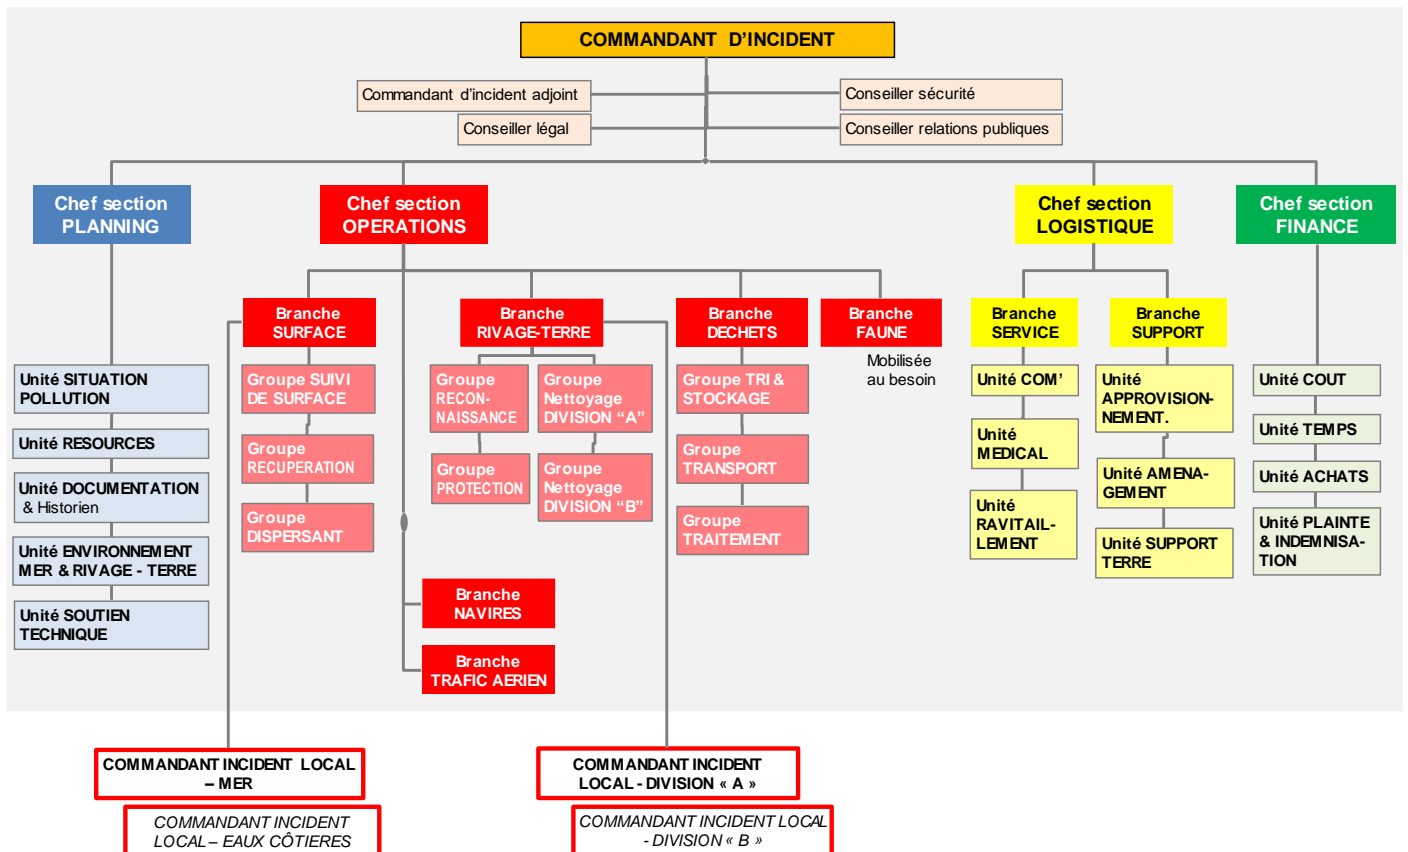 COMMANDANT D’INCIDENT
Commandant d’incident adjoint
Conseiller sécurité
Conseiller légal
Conseiller relations publiques
Chef section
PLANNING
Chef section
OPERATIONS
Chef section
LOGISTIQUE
Chef section
FINANCE
Branche
SURFACE
Branche
RIVAGE-TERRE
Branche
DECHETS
Branche
FAUNE
Mobilisée
au besoin
Branche
SERVICE
Branche
SUPPORT
Unité SITUATION
POLLUTION
Unité RESOURCES
Unité DOCUMENTATION
& Historien
Unité ENVIRONNEMENT
MER & RIVAGE - TERRE
Unité SOUTIEN
TECHNIQUE
Groupe SUIVI
DE SURFACE
Groupe
RECUPERATION
Groupe
DISPERSANT
Groupe
RECON-
NAISSANCE
Groupe
PROTECTION
Groupe
Nettoyage
DIVISION “A”
Groupe
Nettoyage
DIVISION “B”
Groupe TRI &
STOCKAGE
Groupe
TRANSPORT
Groupe
TRAITEMENT
Unité COM’
Unité
MEDICAL
Unité
RAVITAIL-
LEMENT
Unité
APPROVISION-
NEMENT.
Unité AMENA-
GEMENT
Unité SUPPORT
TERRE
Unité COUT
Unité TEMPS
Unité ACHATS
Unité PLAINTE
& INDEMNISA-
TION
Branche
NAVIRES
Branche
TRAFIC AERIEN
COMMANDANT INCIDENT LOCAL
– MER
COMMANDANT INCIDENT
LOCAL – EAUX CÔTIERES
COMMANDANT INCIDENT
LOCAL - DIVISION « A »
COMMANDANT INCIDENT LOCAL
- DIVISION « B »